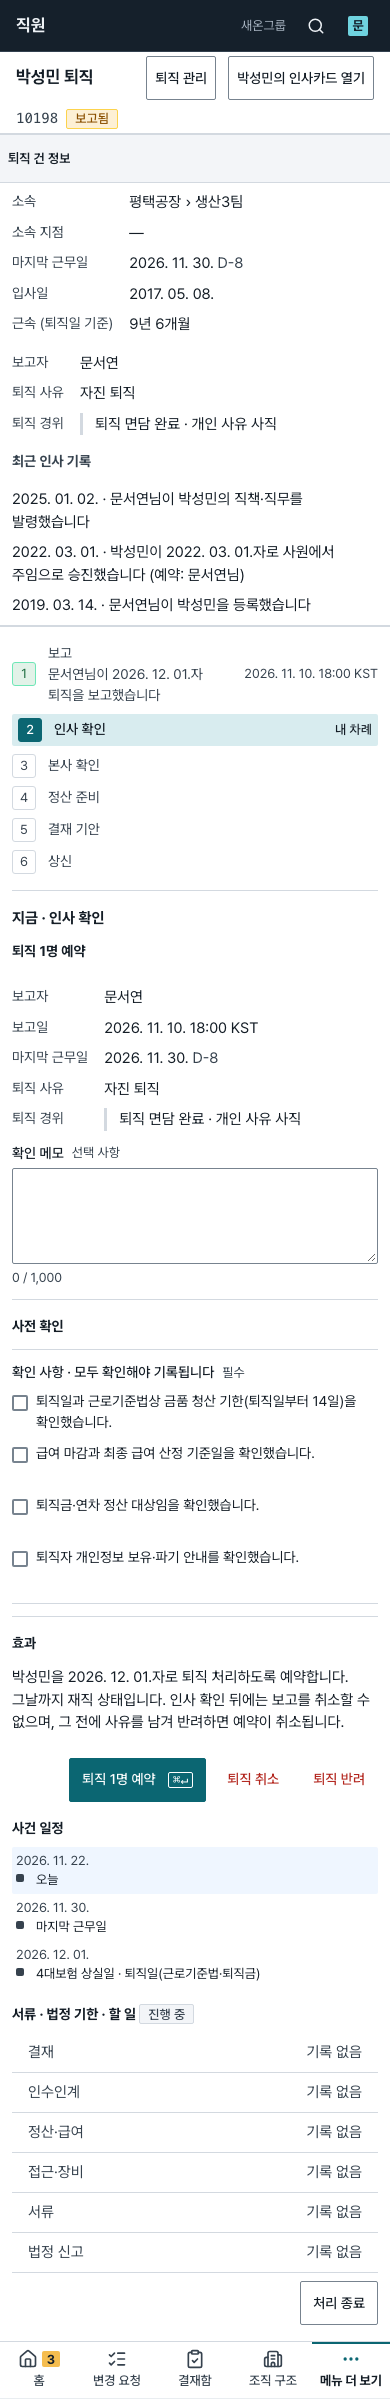 직원
새온그룹
문
박성민 퇴직
퇴직 관리
박성민의 인사카드 열기
10198 보고됨
퇴직 건 정보
소속 평택공장 › 생산3팀
소속 지점 —
마지막 근무일 2026. 11. 30. D-8
입사일 2017. 05. 08.
근속 (퇴직일 기준) 9년 6개월
보고자 문서연
퇴직 사유 자진 퇴직
퇴직 경위 퇴직 면담 완료 · 개인 사유 사직
최근 인사 기록
2025. 01. 02. · 문서연님이 박성민의 직책·직무를
발령했습니다
2022. 03. 01. · 박성민이 2022. 03. 01.자로 사원에서
주임으로 승진했습니다 (예약: 문서연님)
2019. 03. 14. · 문서연님이 박성민을 등록했습니다
보고
1 문서연님이 2026. 12. 01.자 2026. 11. 10. 18:00 KST
퇴직을 보고했습니다
2 인사 확인 내 차례
3 본사 확인
4 정산 준비
5 결재 기안
6 상신
지금 · 인사 확인
퇴직 1명 예약
보고자 문서연
보고일 2026. 11. 10. 18:00 KST
마지막 근무일 2026. 11. 30. D-8
퇴직 사유 자진 퇴직
퇴직 경위 퇴직 면담 완료 · 개인 사유 사직
확인 메모 선택 사항
0 / 1,000
사전 확인
확인 사항 · 모두 확인해야 기록됩니다 필수
퇴직일과 근로기준법상 금품 청산 기한(퇴직일부터 14일)을
확인했습니다.
급여 마감과 최종 급여 산정 기준일을 확인했습니다.
퇴직금·연차 정산 대상임을 확인했습니다.
퇴직자 개인정보 보유·파기 안내를 확인했습니다.
효과
박성민을 2026. 12. 01.자로 퇴직 처리하도록 예약합니다.
그날까지 재직 상태입니다. 인사 확인 뒤에는 보고를 취소할 수
없으며, 그 전에 사유를 남겨 반려하면 예약이 취소됩니다.
퇴직 1명 예약 ⌘↵
퇴직 취소
퇴직 반려
사건 일정
2026. 11. 22.
오늘
2026. 11. 30.
마지막 근무일
2026. 12. 01.
4대보험 상실일 · 퇴직일(근로기준법·퇴직금)
서류 · 법정 기한 · 할 일 진행 중
결재 기록 없음
인수인계 기록 없음
정산·급여 기록 없음
접근·장비 기록 없음
서류 기록 없음
법정 신고 기록 없음
처리 종료
3
홈
변경 요청
결재함
조직 구조
메뉴 더 보기